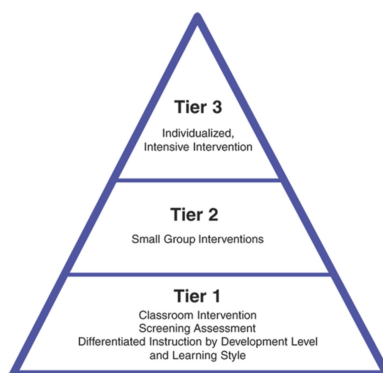 Tier 3
Individualized,
Intensive Intervention
Tier 2
Small Group Interventions
Tier 1
Classroom Intervention
Screening Assessment
Differentiated Instruction by Development Level
and Learning Style